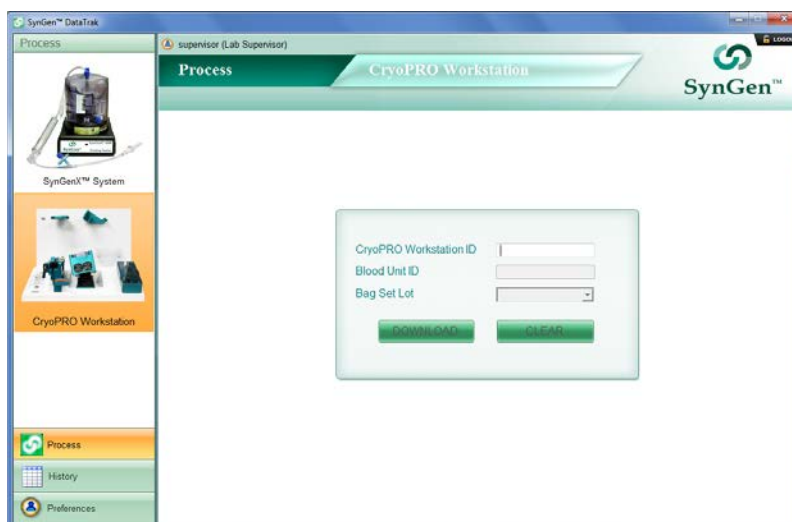 SynGen™ DataTrak
Process
supervisor (Lab Supervisor)
LOGOUT
Process
CryoPRO Workstation
SynGen™
SynGenX™ System
CryoPRO Workstation
CryoPRO Workstation ID
Blood Unit ID
Bag Set Lot
DOWNLOAD
CLEAR
Process
History
Preferences